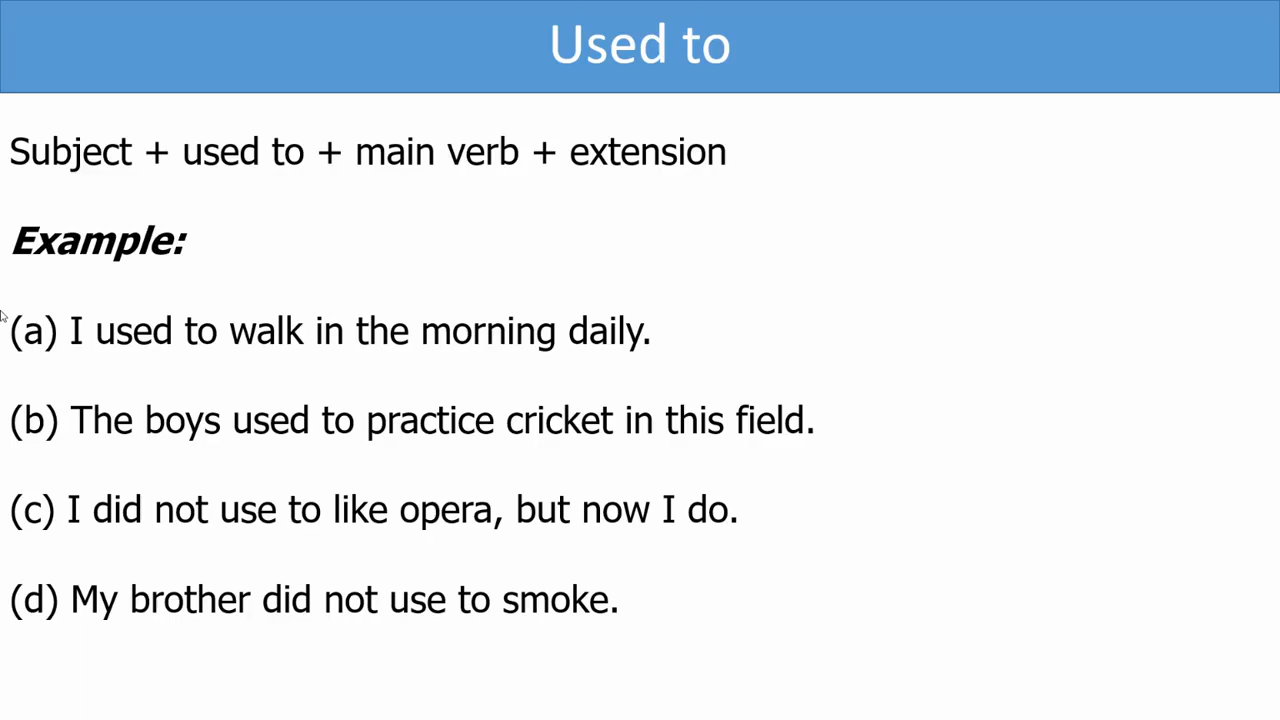 Used to
Subject + used to + main verb + extension
Example:
(a) I used to walk in the morning daily.
(b) The boys used to practice cricket in this field.
(c) I did not use to like opera, but now I do.
(d) My brother did not use to smoke.